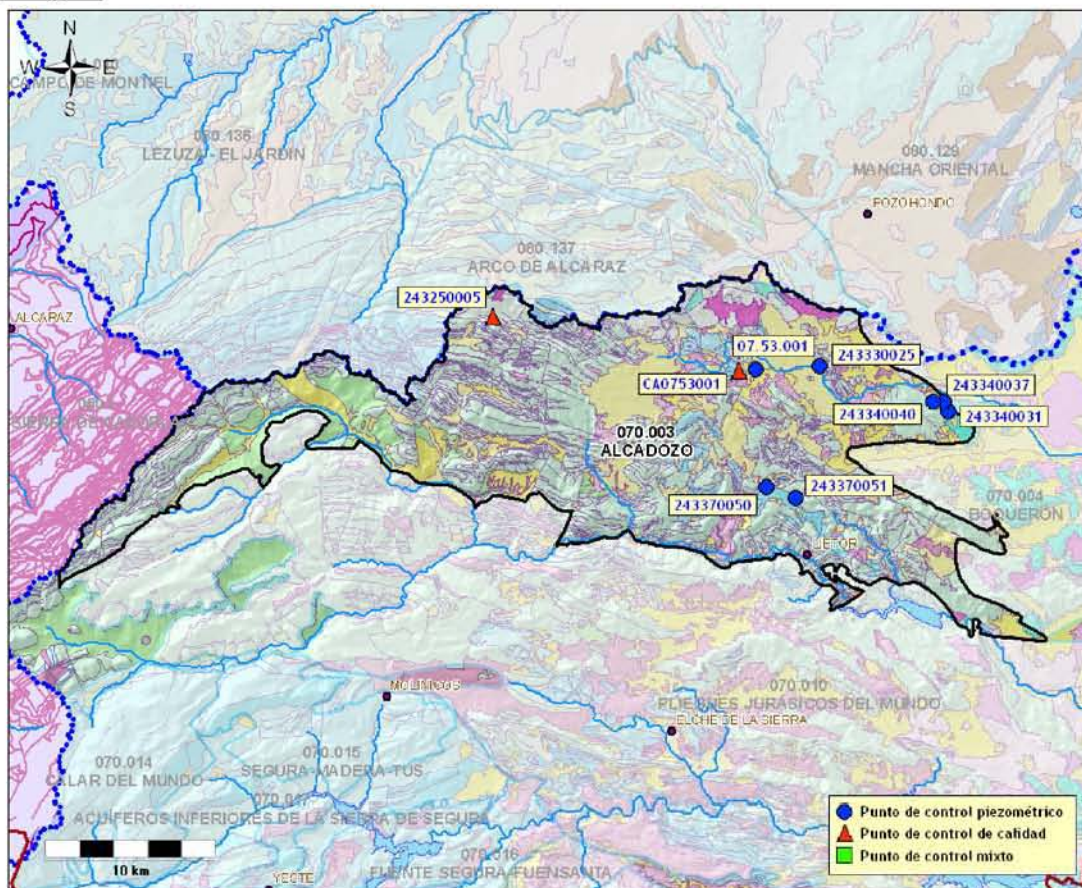 N
W
E
S
CAMPO DE MONTIEL
080.136
LEZUZA - EL JARDIN
080.129
MANCHA ORIENTAL
POZOHONDO
080.137
ARCO DE ALCARAZ
ALCARAZ
243250005
07.53.001
243330025
CA0753001
243340037
243340040
243340031
070.003
ALCADOZO
243370050
243370051
070.004
BOQUERON
LIETOR
MOLINICOS
070.010
PLIEGUES JURÁSICOS DEL MUNDO
ELCHE DE LA SIERRA
070.014
CALAR DEL MUNDO
070.015
SEGURA-MADERA-TUS
070.017
ACUÍFEROS INFERIORES DE LA SIERRA DE SEGURA
070.016
FUENTE SEGURA-FUENSANTA
YESTE
10 km
Punto de control piezométrico
Punto de control de calidad
Punto de control mixto